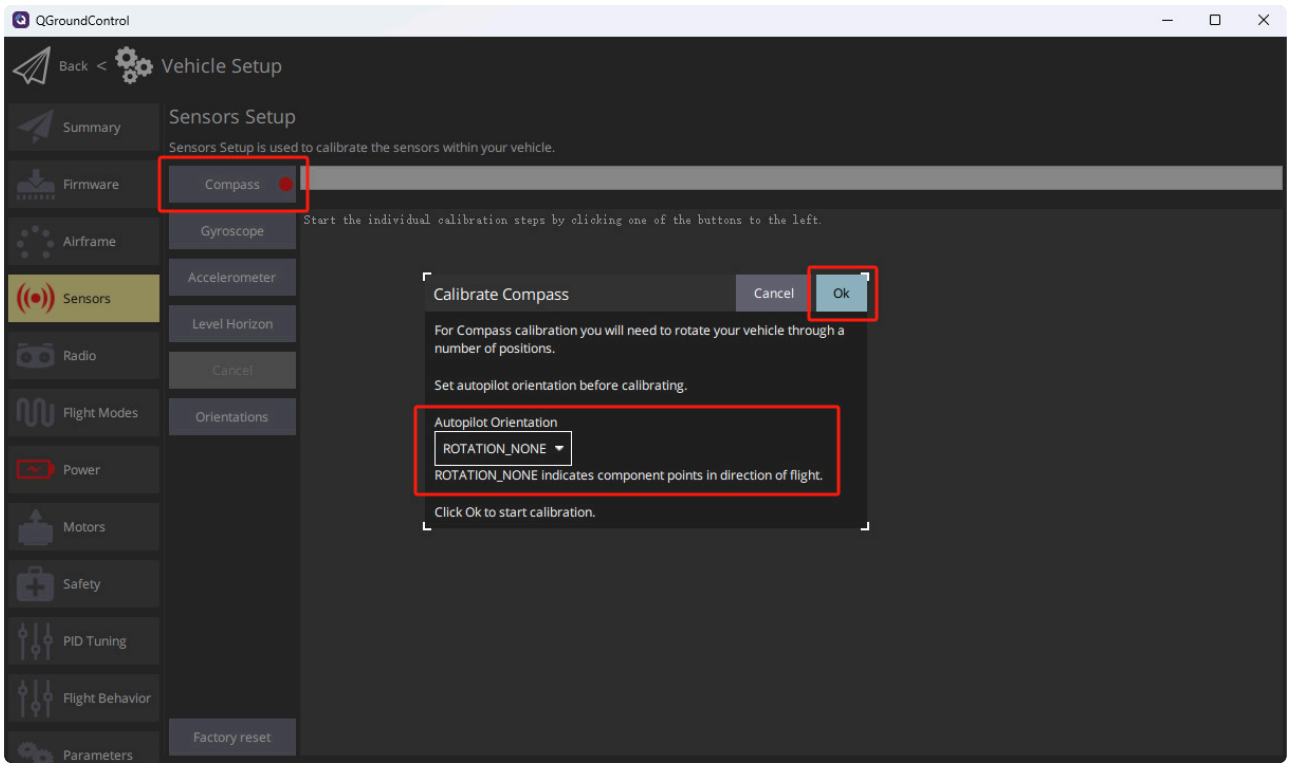 QGroundControl
Back < Vehicle Setup
Summary
Firmware
Airframe
Sensors
Radio
Flight Modes
Power
Motors
Safety
PID Tuning
Flight Behavior
Parameters
Sensors Setup
Sensors Setup is used to calibrate the sensors within your vehicle.
Compass
Gyroscope
Accelerometer
Level Horizon
Cancel
Orientations
Factory reset
Start the individual calibration steps by clicking one of the buttons to the left.
Calibrate Compass
Cancel
Ok
For Compass calibration you will need to rotate your vehicle through a
number of positions.
Set autopilot orientation before calibrating.
Autopilot Orientation
ROTATION_NONE
ROTATION_NONE indicates component points in direction of flight.
Click Ok to start calibration.